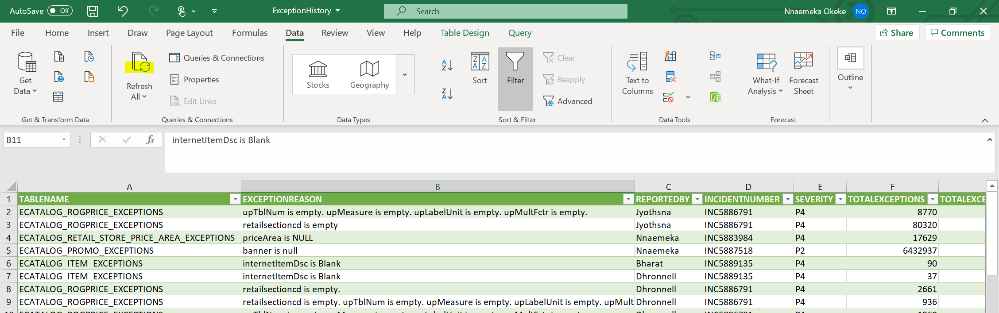 AutoSave Off ExceptionHistory Search Nnaemeka Okeke NO
File Home Insert Draw Page Layout Formulas Data Review View Help Table Design Query Share Comments
Get Data
Refresh All
Queries & Connections
Properties
Edit Links
Stocks
Geography
Sort
Filter
Clear
Reapply
Advanced
Text to Columns
What-If Analysis
Forecast Sheet
Outline
Get & Transform Data Queries & Connections Data Types Sort & Filter Data Tools Forecast
B11 fx internetItemDsc is Blank
A B C D E F
1 TABLENAME EXCEPTIONREASON REPORTEDBY INCIDENTNUMBER SEVERITY TOTALEXCEPTIONS TOTALEXCE
2 ECATALOG_ROGPRICE_EXCEPTIONS upTblNum is empty. upMeasure is empty. upLabelUnit is empty. upMultFctr is empty. Jyothsna INC5886791 P4 8770
3 ECATALOG_ROGPRICE_EXCEPTIONS retailsectioncd is empty Jyothsna INC5886791 P4 80320
4 ECATALOG_RETAIL_STORE_PRICE_AREA_EXCEPTIONS priceArea is NULL Nnaemeka INC5883984 P4 17629
5 ECATALOG_PROMO_EXCEPTIONS banner is null Nnaemeka INC5887518 P2 6432937
6 ECATALOG_ITEM_EXCEPTIONS internetItemDsc is Blank Bharat INC5889135 P4 90
7 ECATALOG_ITEM_EXCEPTIONS internetItemDsc is Blank Dhronnell INC5889135 P4 37
8 ECATALOG_ROGPRICE_EXCEPTIONS retailsectioncd is empty. Dhronnell INC5886791 P4 2661
9 ECATALOG_ROGPRICE_EXCEPTIONS retailsectioncd is empty. upTblNum is empty. upMeasure is empty. upLabelUnit is empty. upMult Dhronnell INC5886791 P4 936